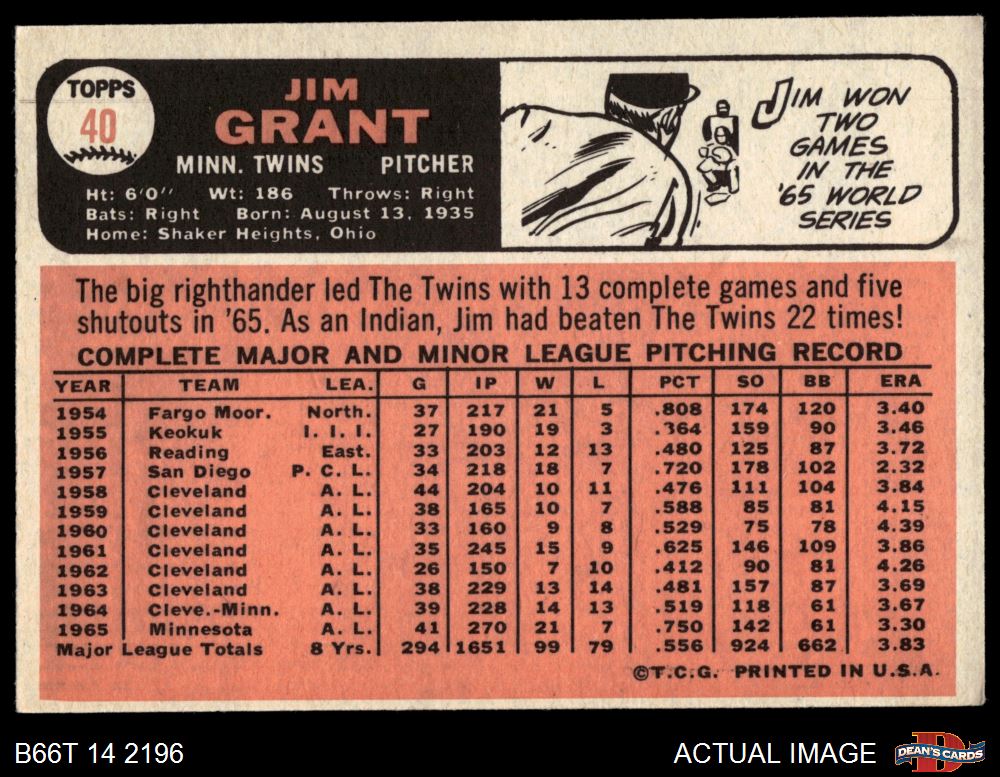 TOPPS
40
JIM
GRANT
MINN. TWINS PITCHER
Ht: 6'0" Wt: 186 Throws: Right
Bats: Right Born: August 13, 1935
Home: Shaker Heights, Ohio
JIM WON
TWO
GAMES
IN THE
'65 WORLD
SERIES
The big righthander led The Twins with 13 complete games and five
shutouts in '65. As an Indian, Jim had beaten The Twins 22 times!
COMPLETE MAJOR AND MINOR LEAGUE PITCHING RECORD
YEAR TEAM LEA. G IP W L PCT SO BB ERA
1954 Fargo Moor. North. 37 217 21 5 .808 174 120 3.40
1955 Keokuk I. I. I. 27 190 19 3 .364 159 90 3.46
1956 Reading East. 33 203 12 13 .480 125 87 3.72
1957 San Diego P. C. L. 34 218 18 7 .720 178 102 2.32
1958 Cleveland A. L. 44 204 10 11 .476 111 104 3.84
1959 Cleveland A. L. 38 165 10 7 .588 85 81 4.15
1960 Cleveland A. L. 33 160 9 8 .529 75 78 4.39
1961 Cleveland A. L. 35 245 15 9 .625 146 109 3.86
1962 Cleveland A. L. 26 150 7 10 .412 90 81 4.26
1963 Cleveland A. L. 38 229 13 14 .481 157 87 3.69
1964 Cleve.-Minn. A. L. 39 228 14 13 .519 118 61 3.67
1965 Minnesota A. L. 41 270 21 7 .750 142 61 3.30
Major League Totals 8 Yrs. 294 1651 99 79 .556 924 662 3.83
©T.C.G. PRINTED IN U.S.A.
B66T 14 2196 ACTUAL IMAGE DEAN'S CARDS